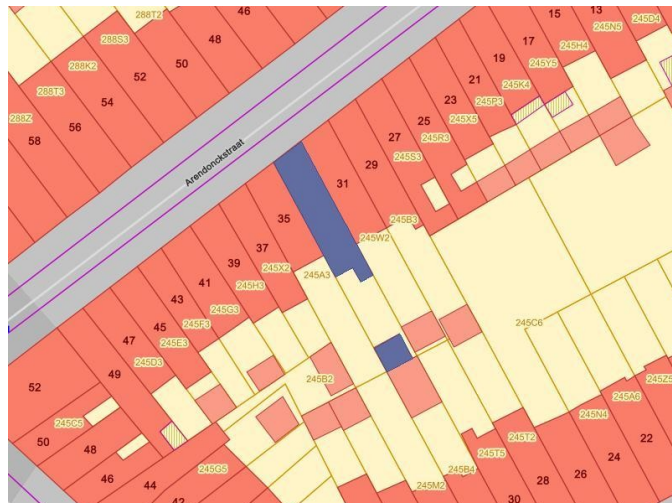 288T2
46
15
13
245D4
288S3
48
17
245H4
245N5
288K2
52
50
19
245Y5
288T3
54
21
245K4
288Z
56
23
245P3
58
25
245X5
27
245R3
Arendonckstraat
29
245S3
31
35
245B3
245W2
37
39
245X2
245A3
41
245H3
43
245G3
45
245F3
245C6
47
245E3
49
245D3
52
245B2
245Z5
245C5
245A6
50
48
245N4
22
245T2
24
46
245G5
245T5
26
44
245B4
28
42
245M2
30